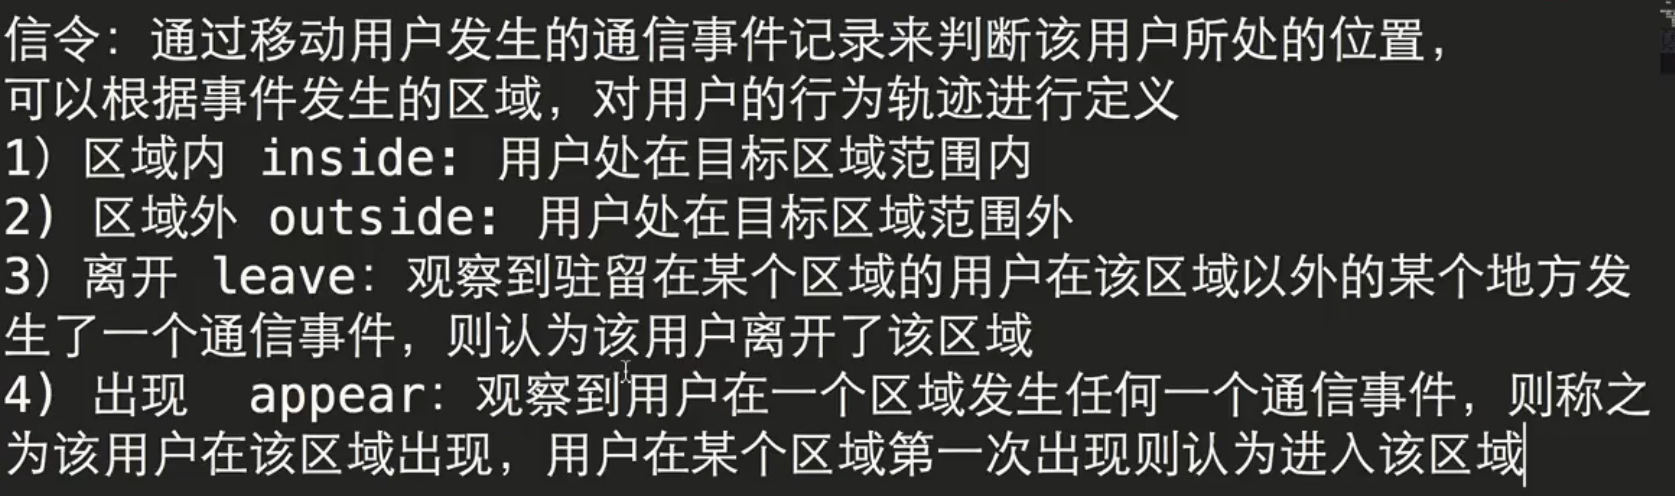 信令：通过移动用户发生的通信事件记录来判断该用户所处的位置，
可以根据事件发生的区域，对用户的行为轨迹进行定义
1）区域内 inside: 用户处在目标区域范围内
2) 区域外 outside: 用户处在目标区域范围外
3）离开 leave：观察到驻留在某个区域的用户在该区域以外的某个地方发
生了一个通信事件，则认为该用户离开了该区域
4) 出现  appear：观察到用户在一个区域发生任何一个通信事件，则称之
为该用户在该区域出现，用户在某个区域第一次出现则认为进入该区域